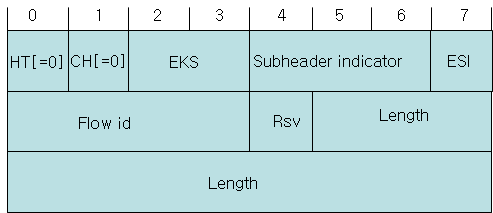 0 1 2 3 4 5 6 7
HT[=0] CH[=0] EKS Subheader indicator ESI
Flow id Rsv Length
Length